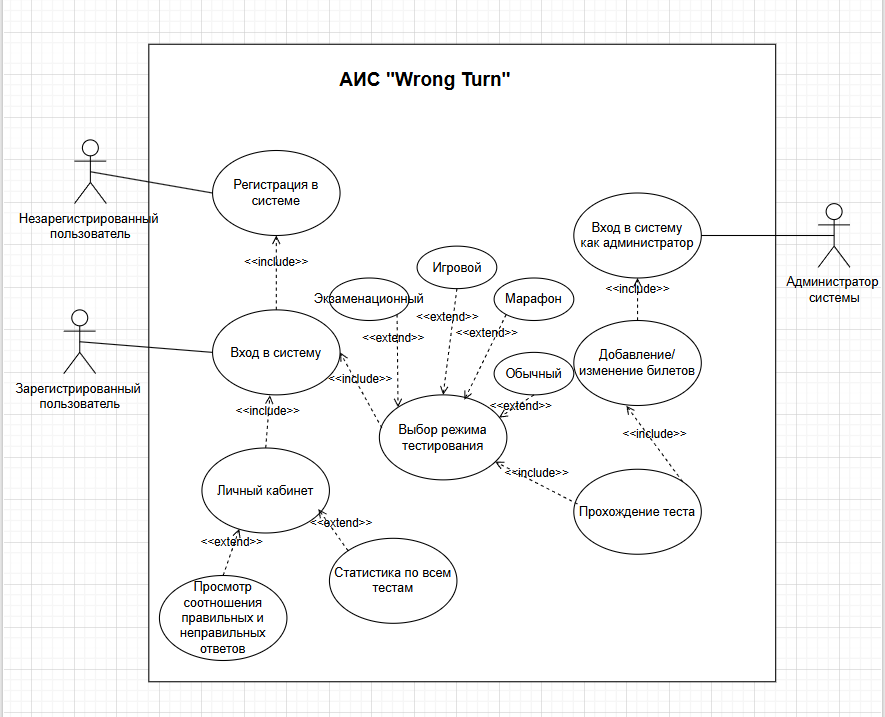 АИС "Wrong Turn"
Незарегистрированный
пользователь
Регистрация в
системе
Вход в систему
как администратор
Администратор
системы
<<include>>
Игровой
Экзаменационный
Марафон
<<include>>
<<extend>>
<<extend>>
<<extend>>
Зарегистрированный
пользователь
Вход в систему
Добавление/
изменение билетов
Обычный
<<include>>
<<extend>>
<<include>>
Выбор режима
тестирования
<<include>>
<<include>>
Личный кабинет
Прохождение теста
<<extend>>
<<extend>>
Статистика по всем
тестам
Просмотр
соотношения
правильных и
неправильных
ответов